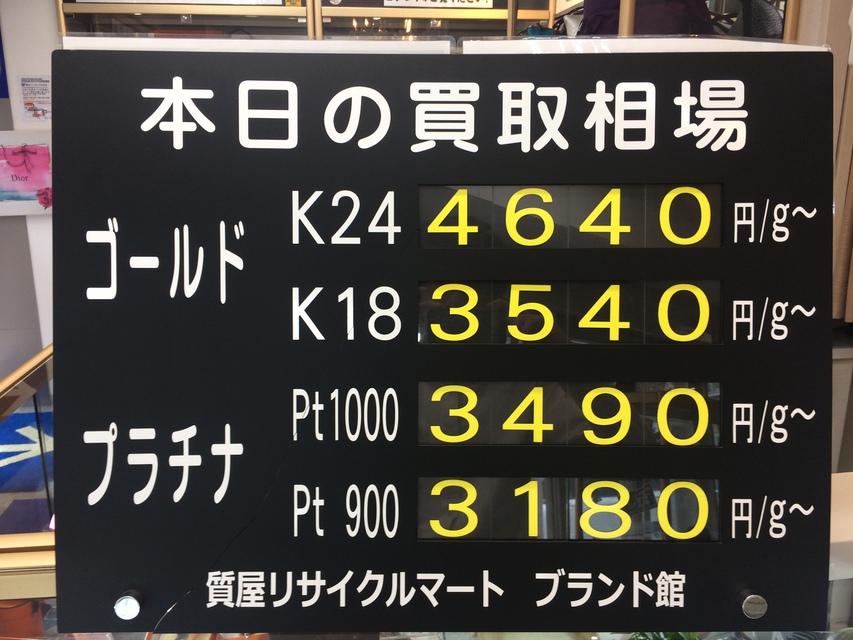 本日の買取相場
ゴールド
K24 4640 円/g～
K18 3540 円/g～
プラチナ
Pt1000 3490 円/g～
Pt 900 3180 円/g～
質屋リサイクルマート ブランド館
Dior